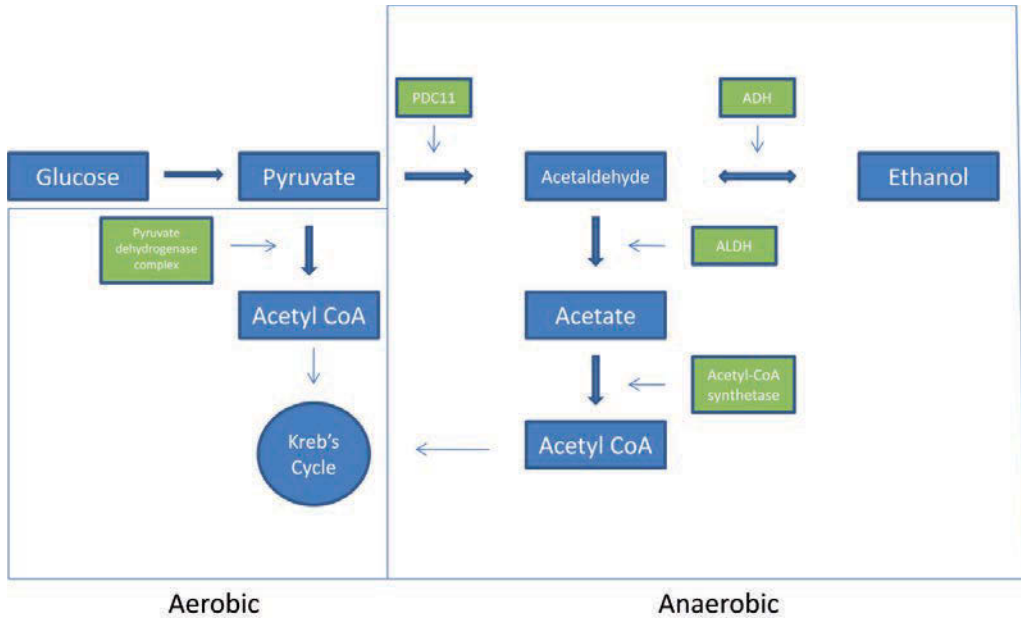 PDC11
ADH
Glucose
Pyruvate
Acetaldehyde
Ethanol
Pyruvate
dehydrogenase
complex
ALDH
Acetyl CoA
Acetate
Acetyl-CoA
synthetase
Kreb's
Cycle
Acetyl CoA
Aerobic
Anaerobic